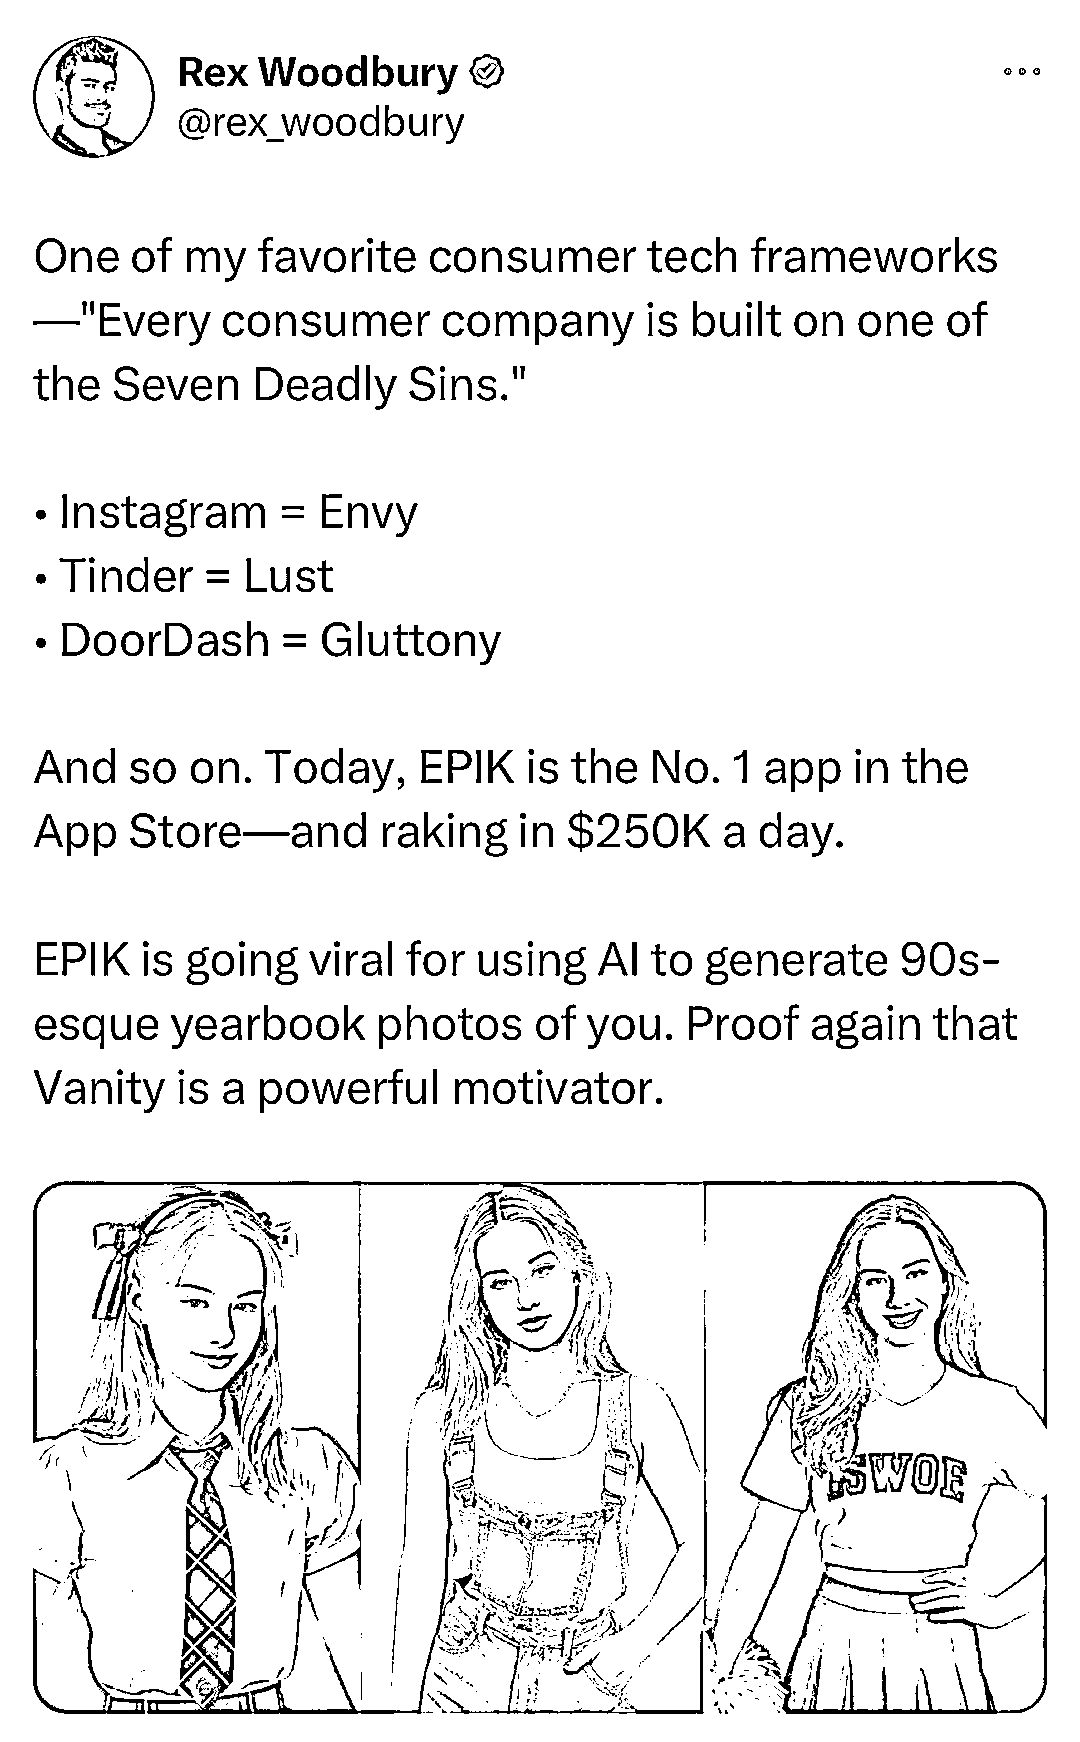 Rex Woodbury
@rex_woodbury
One of my favorite consumer tech frameworks
—"Every consumer company is built on one of
the Seven Deadly Sins."
• Instagram = Envy
• Tinder = Lust
• DoorDash = Gluttony
And so on. Today, EPIK is the No. 1 app in the
App Store—and raking in $250K a day.
EPIK is going viral for using AI to generate 90s-
esque yearbook photos of you. Proof again that
Vanity is a powerful motivator.
SWOE